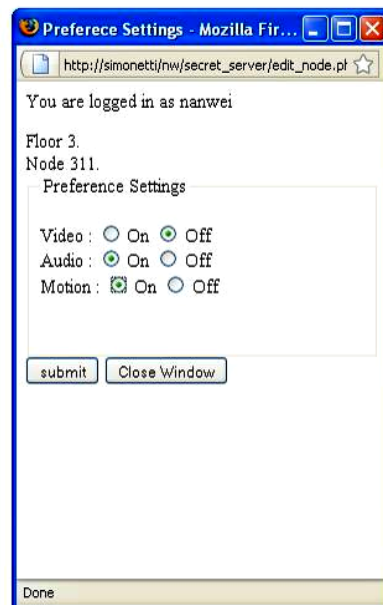 Preferece Settings - Mozilla Fir...
http://simonetti/nw/secret_server/edit_node.pl
You are logged in as nanwei
Floor 3.
Node 311.
Preference Settings
Video : On Off
Audio : On Off
Motion : On Off
submit Close Window
Done